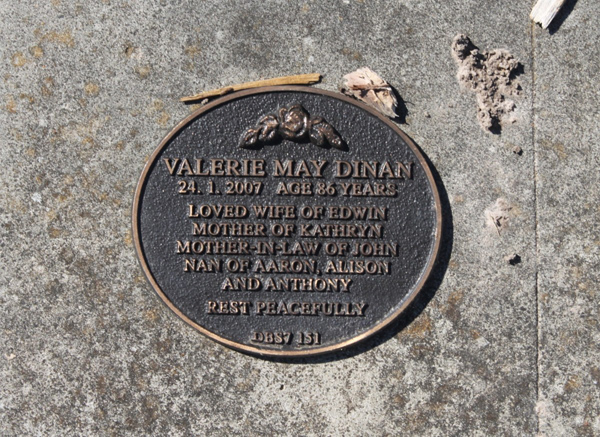 VALERIE MAY DINAN
24. 1. 2007 AGE 86 YEARS
LOVED WIFE OF EDWIN
MOTHER OF KATHRYN
MOTHER-IN-LAW OF JOHN
NAN OF AARON, ALISON
AND ANTHONY
REST PEACEFULLY
DBS7 151